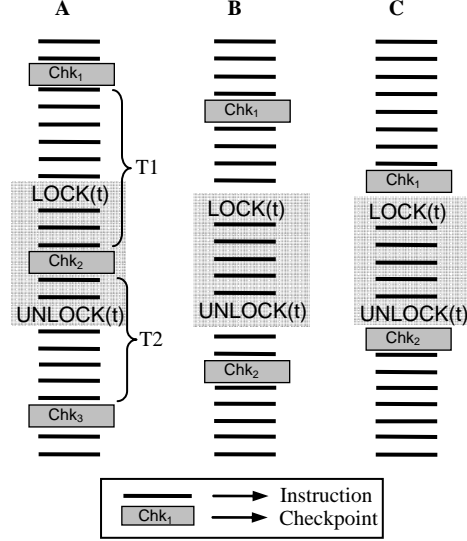 A B C
Chk1
LOCK(t)
T1
Chk2
UNLOCK(t)
T2
Chk3
Chk1
LOCK(t)
UNLOCK(t)
Chk2
Chk1
LOCK(t)
UNLOCK(t)
Chk2
Instruction
Chk1 Checkpoint